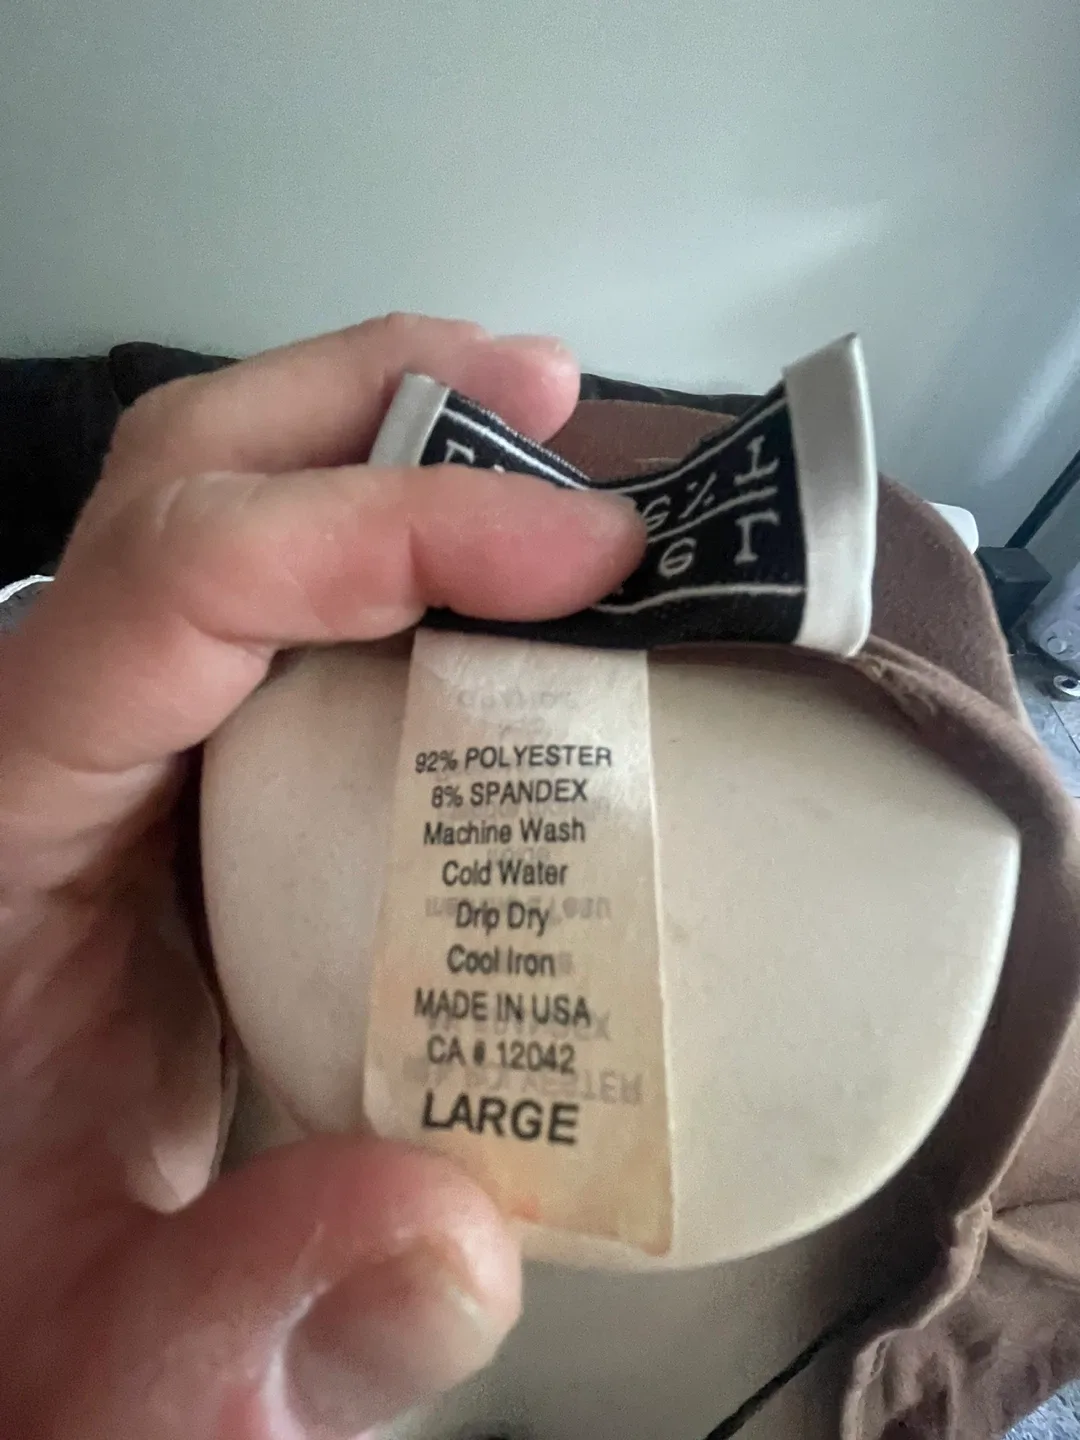 92% POLYESTER
8% SPANDEX
Machine Wash
Cold Water
Drip Dry
Cool Iron
MADE IN USA
CA # 12042
LARGE